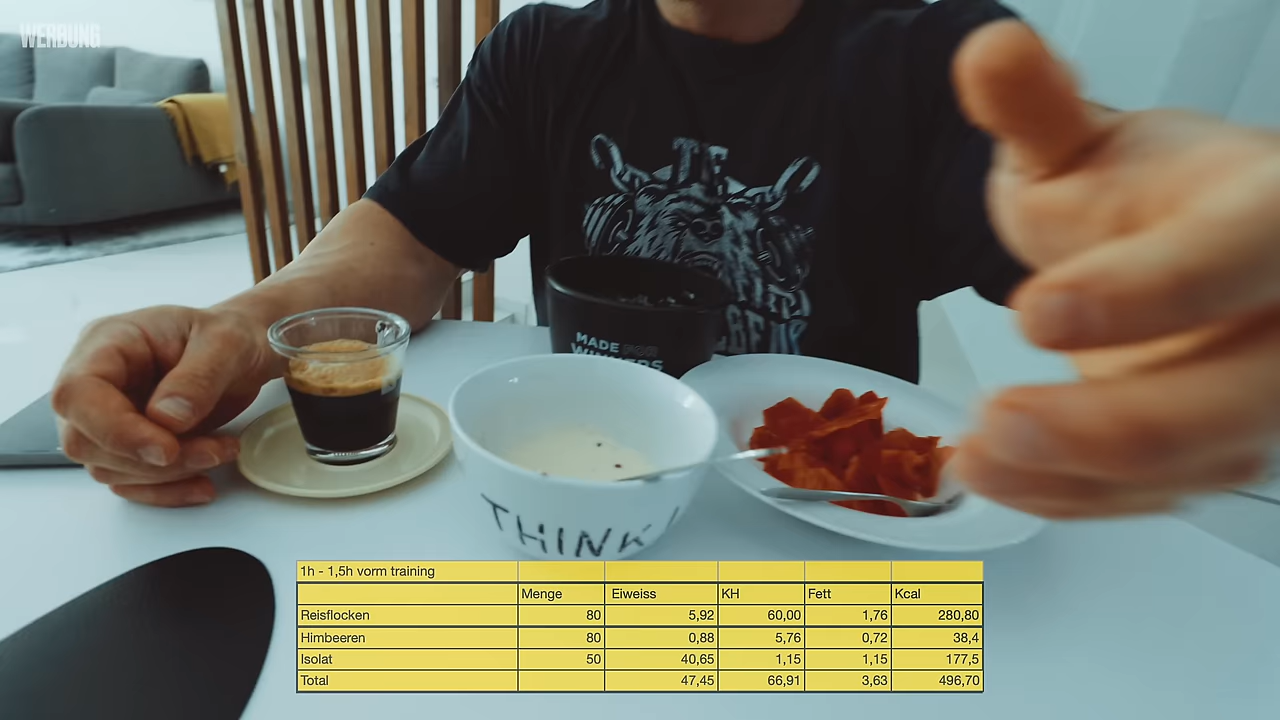 WERBUNG
TE
MADE FOR
WINNERS
THINK!
1h - 1,5h vorm training
Menge Eiweiss KH Fett Kcal
Reisflocken 80 5,92 60,00 1,76 280,80
Himbeeren 80 0,88 5,76 0,72 38,4
Isolat 50 40,65 1,15 1,15 177,5
Total 47,45 66,91 3,63 496,70